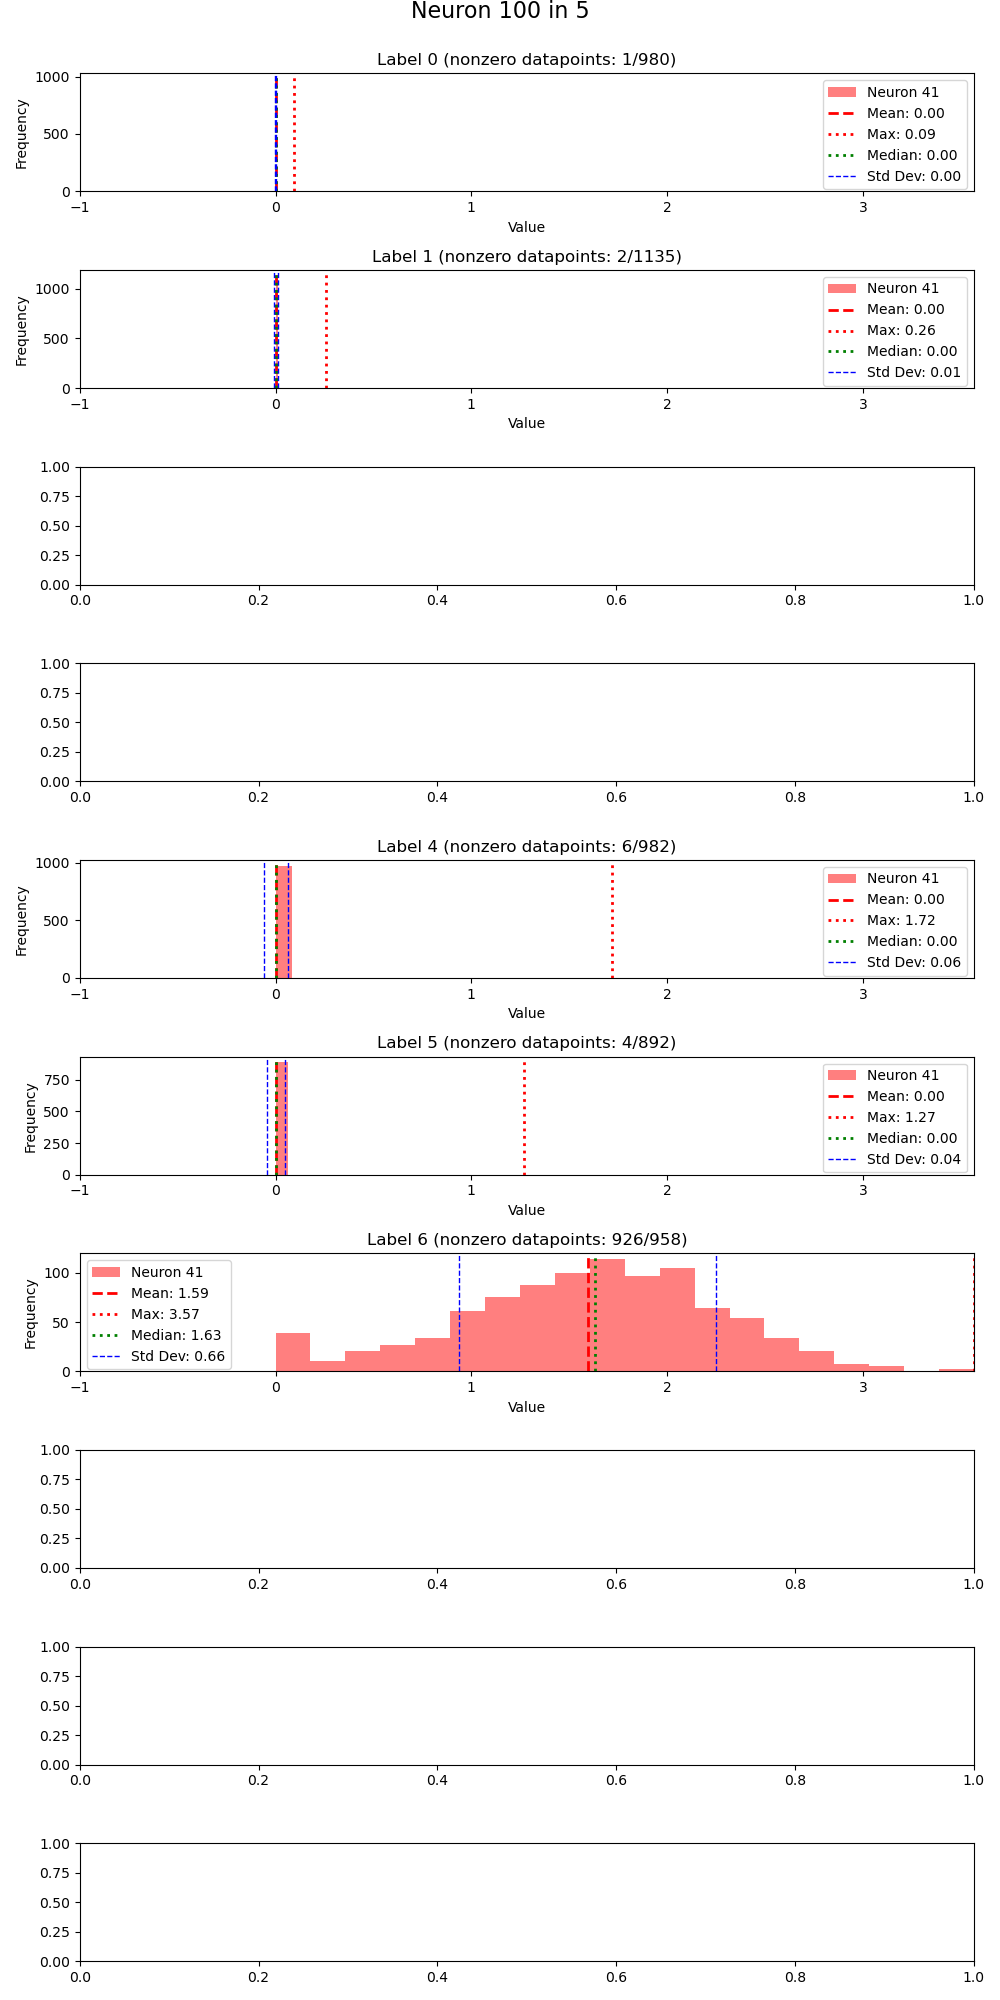 Neuron 100 in 5
Label 0 (nonzero datapoints: 1/980)
Frequency
1000
500
0
Neuron 41
Mean: 0.00
Max: 0.09
Median: 0.00
Std Dev: 0.00
−1 0 1 2 3
Value
Label 1 (nonzero datapoints: 2/1135)
Frequency
1000
500
0
Neuron 41
Mean: 0.00
Max: 0.26
Median: 0.00
Std Dev: 0.01
−1 0 1 2 3
Value
1.00
0.75
0.50
0.25
0.00
0.0 0.2 0.4 0.6 0.8 1.0
1.00
0.75
0.50
0.25
0.00
0.0 0.2 0.4 0.6 0.8 1.0
Label 4 (nonzero datapoints: 6/982)
Frequency
1000
500
0
Neuron 41
Mean: 0.00
Max: 1.72
Median: 0.00
Std Dev: 0.06
−1 0 1 2 3
Value
Label 5 (nonzero datapoints: 4/892)
Frequency
750
500
250
0
Neuron 41
Mean: 0.00
Max: 1.27
Median: 0.00
Std Dev: 0.04
−1 0 1 2 3
Value
Label 6 (nonzero datapoints: 926/958)
Frequency
100
50
0
Neuron 41
Mean: 1.59
Max: 3.57
Median: 1.63
Std Dev: 0.66
−1 0 1 2 3
Value
1.00
0.75
0.50
0.25
0.00
0.0 0.2 0.4 0.6 0.8 1.0
1.00
0.75
0.50
0.25
0.00
0.0 0.2 0.4 0.6 0.8 1.0
1.00
0.75
0.50
0.25
0.00
0.0 0.2 0.4 0.6 0.8 1.0